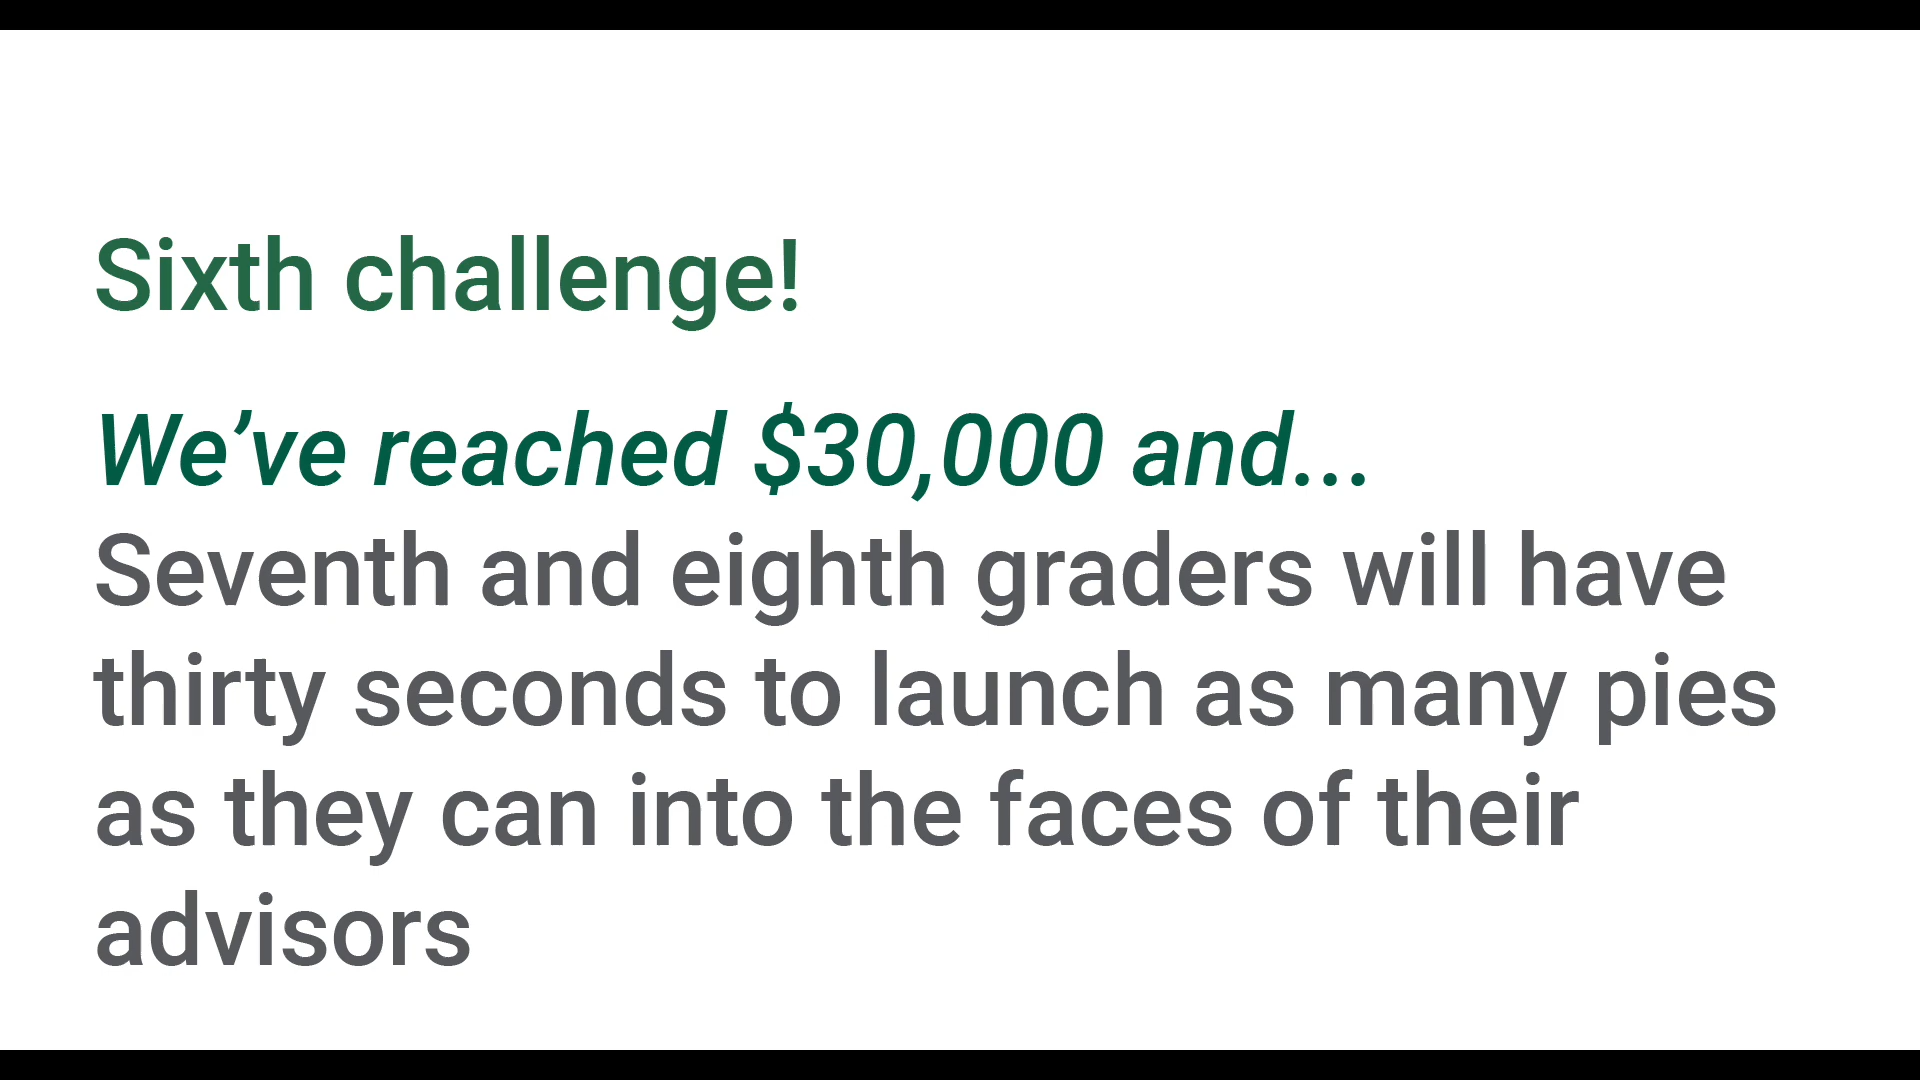 Sixth challenge!
We’ve reached $30,000 and...
Seventh and eighth graders will have
thirty seconds to launch as many pies
as they can into the faces of their
advisors